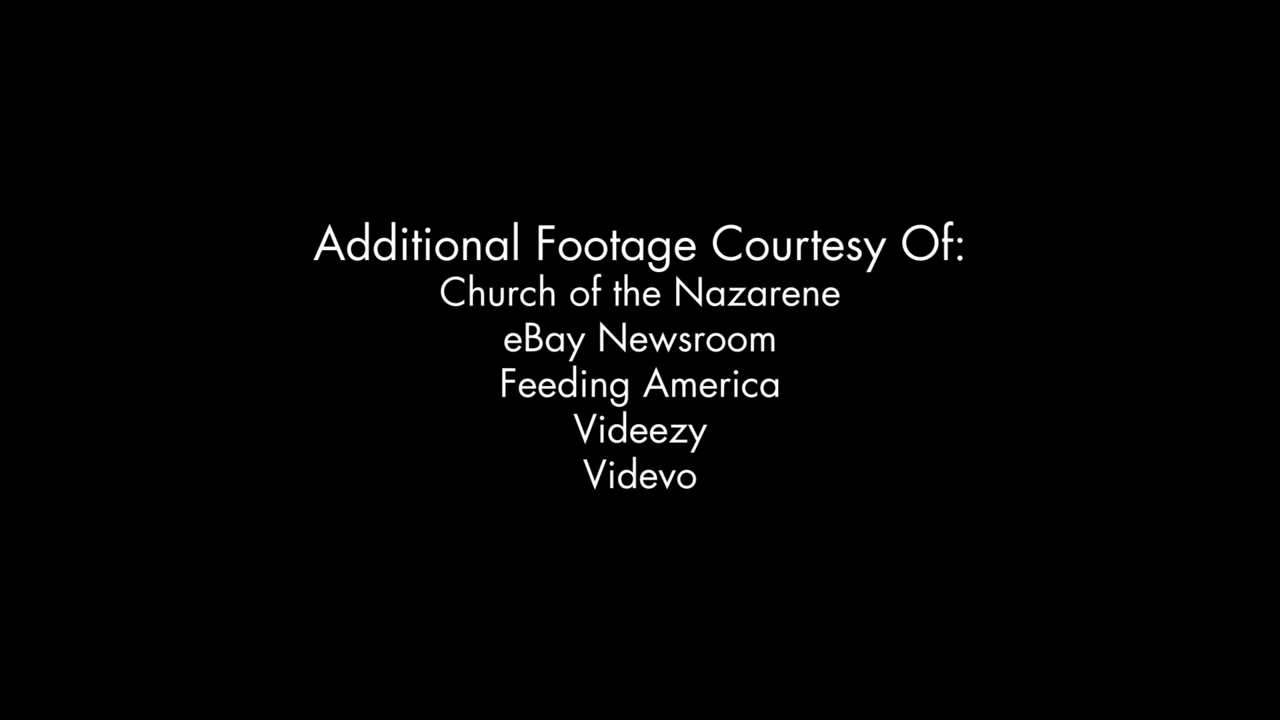 Additional Footage Courtesy Of:
Church of the Nazarene
eBay Newsroom
Feeding America
Videezy
Videvo